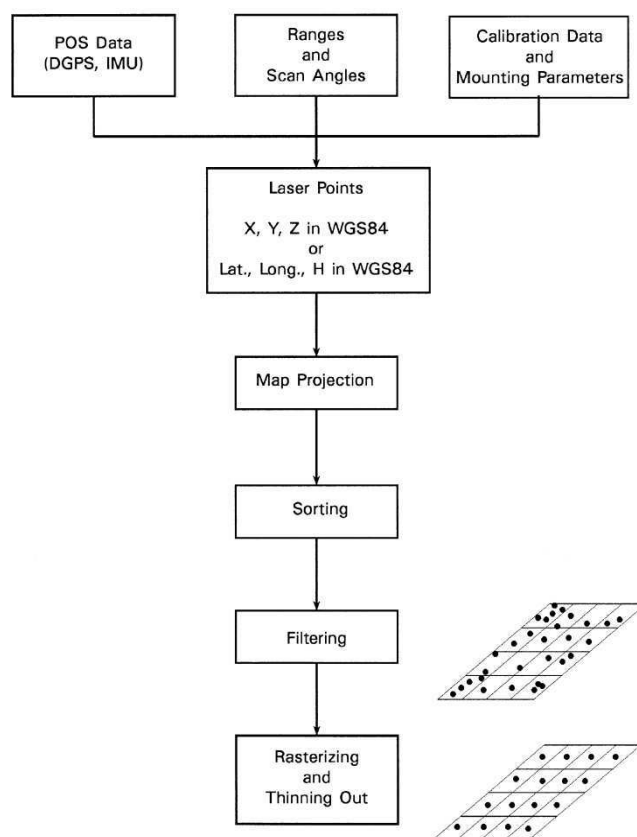 POS Data
(DGPS, IMU)
Ranges
and
Scan Angles
Calibration Data
and
Mounting Parameters
Laser Points
X, Y, Z in WGS84
or
Lat., Long., H in WGS84
Map Projection
Sorting
Filtering
Rasterizing
and
Thinning Out